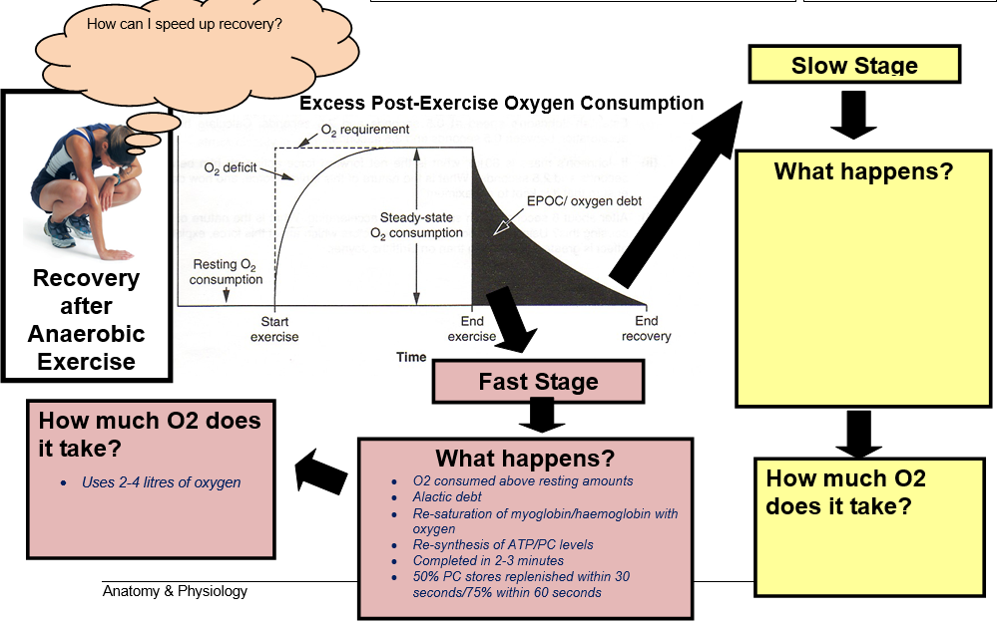 How can I speed up recovery?
Recovery
after
Anaerobic
Exercise
Excess Post-Exercise Oxygen Consumption
O2 requirement
O2 deficit
Steady-state
O2 consumption
EPOC/ oxygen debt
Resting O2
consumption
Start
exercise
End
exercise
End
recovery
Time
Fast Stage
What happens?
• O2 consumed above resting amounts
• Alactic debt
• Re-saturation of myoglobin/haemoglobin with
oxygen
• Re-synthesis of ATP/PC levels
• Completed in 2-3 minutes
• 50% PC stores replenished within 30
seconds/75% within 60 seconds
How much O2 does
it take?
• Uses 2-4 litres of oxygen
Slow Stage
What happens?
How much O2
does it take?
Anatomy & Physiology